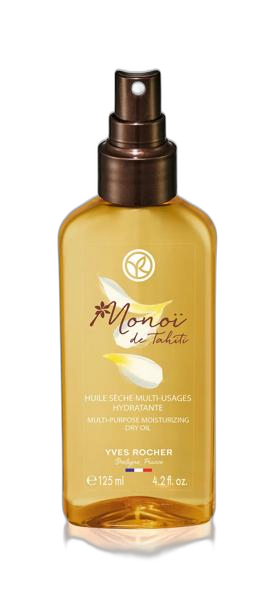 YR
Monoï
de Tahiti
HUILE SÈCHE MULTI-USAGES
HYDRATANTE
MULTI-PURPOSE MOISTURIZING
DRY OIL
YVES ROCHER
Bretagne, France
℮ 125 ml 4.2 fl. oz.